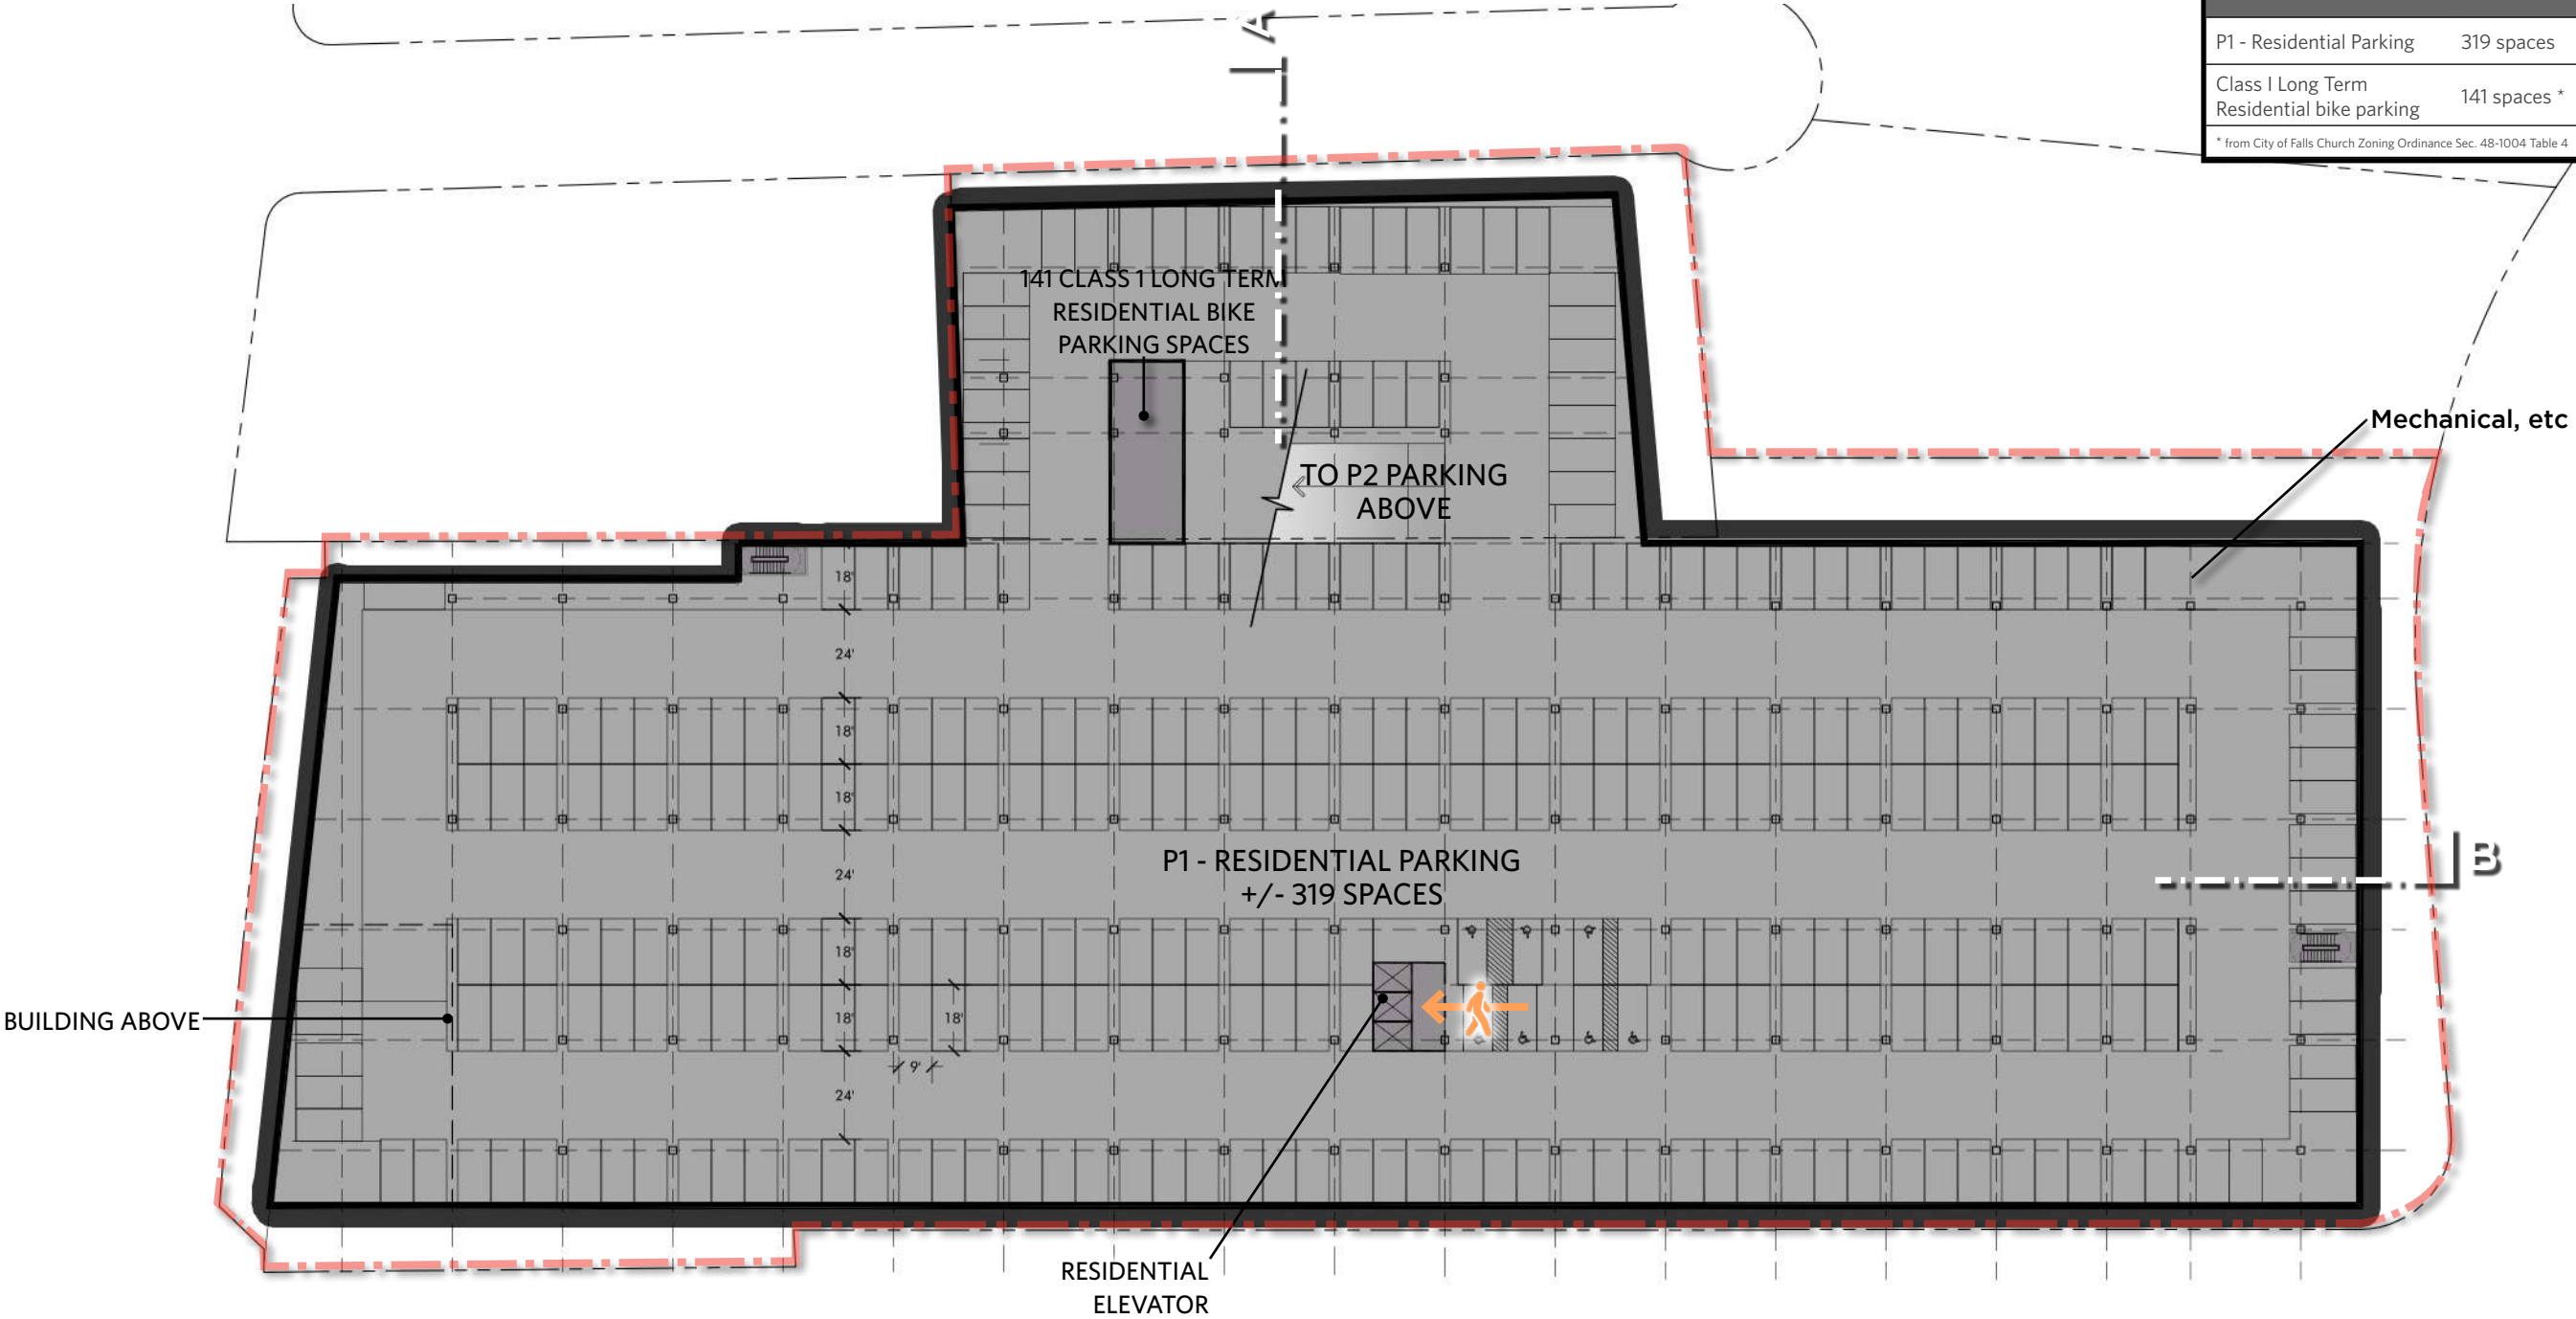 A
P1 - Residential Parking 319 spaces
Class I Long Term
Residential bike parking 141 spaces *
* from City of Falls Church Zoning Ordinance Sec. 48-1004 Table 4
141 CLASS 1 LONG TERM
RESIDENTIAL BIKE
PARKING SPACES
Mechanical, etc
TO P2 PARKING
ABOVE
18'
24'
18'
18'
P1 - RESIDENTIAL PARKING
+/- 319 SPACES
B
24'
18'
BUILDING ABOVE
18'
18'
9'
24'
RESIDENTIAL
ELEVATOR